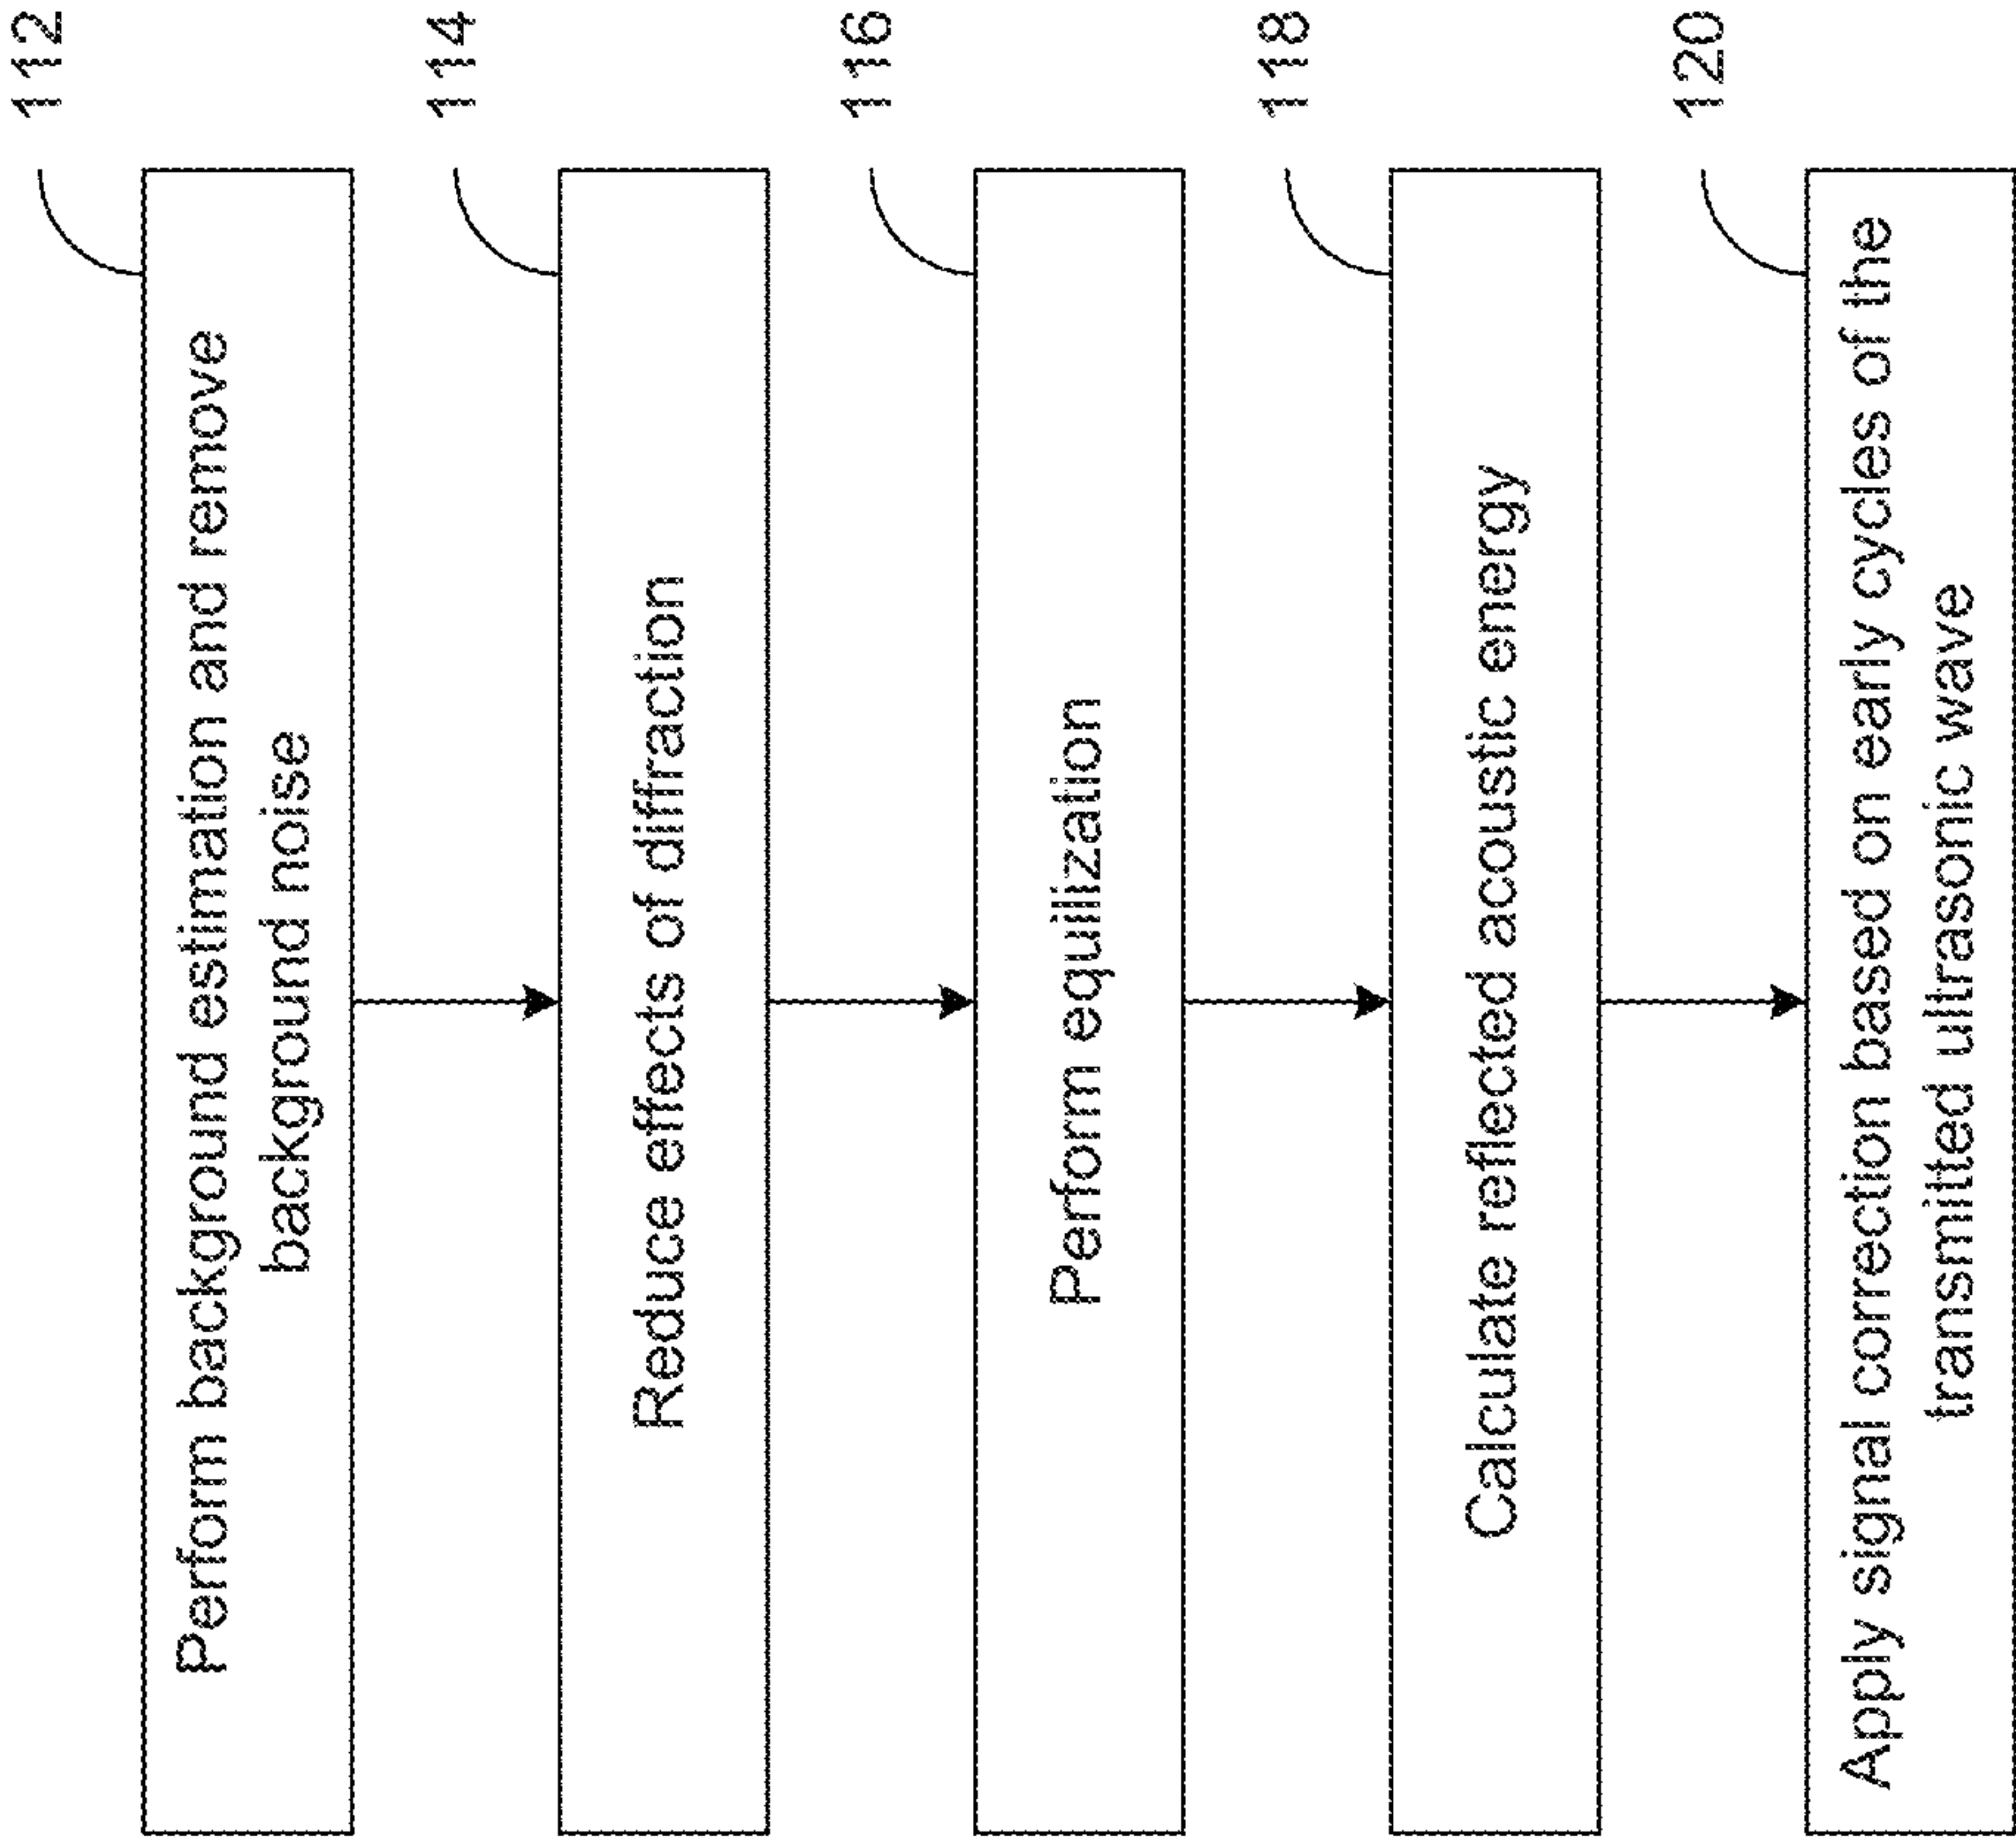 112
Perform background estimation and remove
background noise
114
Reduce effects of diffraction
116
Perform equilization
118
Calculate reflected acoustic energy
120
Apply signal correction based on early cycles of the
transmitted ultrasonic wave